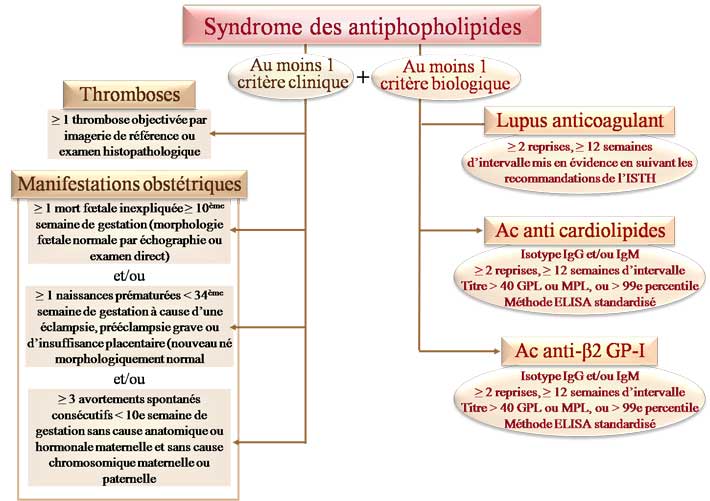 Syndrome des antiphopholipides
Au moins 1
critère clinique
+
Au moins 1
critère biologique
Thromboses
≥ 1 thrombose objectivée par
imagerie de référence ou
examen histopathologique
Manifestations obstétriques
≥ 1 mort fœtale inexpliquée ≥ 10ème
semaine de gestation (morphologie
fœtale normale par échographie ou
examen direct)
et/ou
≥ 1 naissances prématurées < 34ème
semaine de gestation à cause d’une
éclampsie, prééclampsie grave ou
d’insuffisance placentaire (nouveau né
morphologiquement normal
et/ou
≥ 3 avortements spontanés
consécutifs < 10e semaine de
gestation sans cause anatomique ou
hormonale maternelle et sans cause
chromosomique maternelle ou
paternelle
Lupus anticoagulant
≥ 2 reprises, ≥ 12 semaines
d’intervalle mis en évidence en suivant les
recommandations de l’ISTH
Ac anti cardiolipides
Isotype IgG et/ou IgM
≥ 2 reprises, ≥ 12 semaines d’intervalle
Titre > 40 GPL ou MPL, ou > 99e percentile
Méthode ELISA standardisé
Ac anti-β2 GP-I
Isotype IgG et/ou IgM
≥ 2 reprises, ≥ 12 semaines d’intervalle
Titre > 40 GPL ou MPL, ou > 99e percentile
Méthode ELISA standardisé